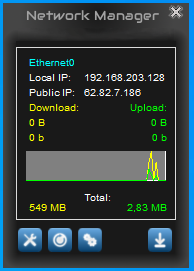 Network Manager
Ethernet0
Local IP: 192.168.203.128
Public IP: 62.82.7.186
Download: Upload:
0 B 0 B
0 b 0 b
Total:
549 MB 2,83 MB